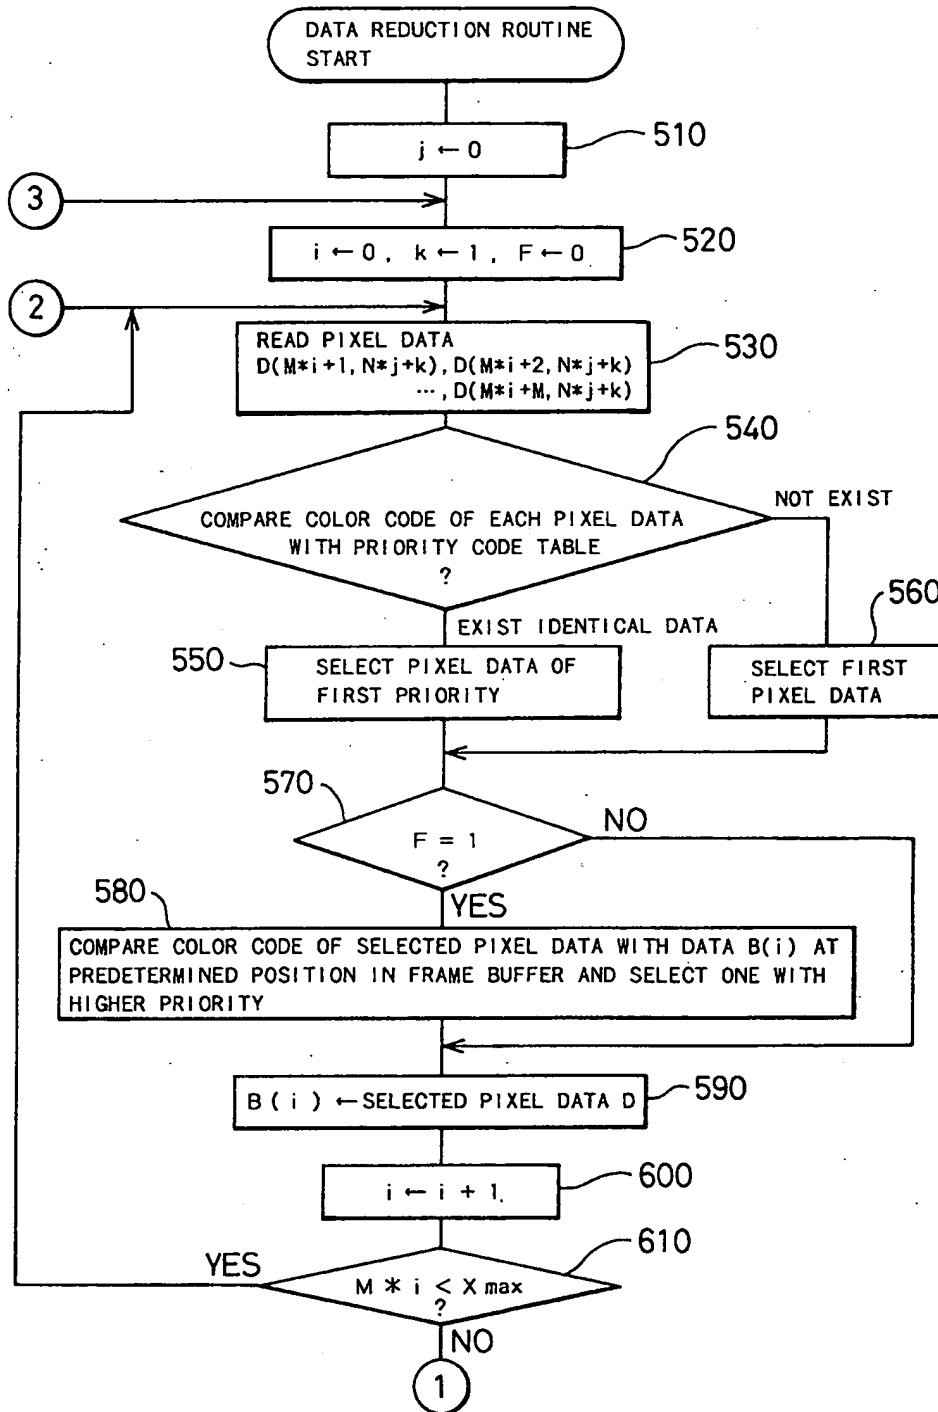 DATA REDUCTION ROUTINE
START
j ← 0
510
3
i ← 0, k ← 1, F ← 0
520
2
READ PIXEL DATA
D(M*i+1, N*j+k), D(M*i+2, N*j+k)
…, D(M*i+M, N*j+k)
530
540
NOT EXIST
COMPARE COLOR CODE OF EACH PIXEL DATA
WITH PRIORITY CODE TABLE
?
EXIST IDENTICAL DATA
560
550
SELECT PIXEL DATA OF
FIRST PRIORITY
SELECT FIRST
PIXEL DATA
570
F = 1
?
NO
YES
580
COMPARE COLOR CODE OF SELECTED PIXEL DATA WITH DATA B(i) AT
PREDETERMINED POSITION IN FRAME BUFFER AND SELECT ONE WITH
HIGHER PRIORITY
B(i) ← SELECTED PIXEL DATA D
590
i ← i + 1
600
610
YES
M * i < X max
?
NO
1